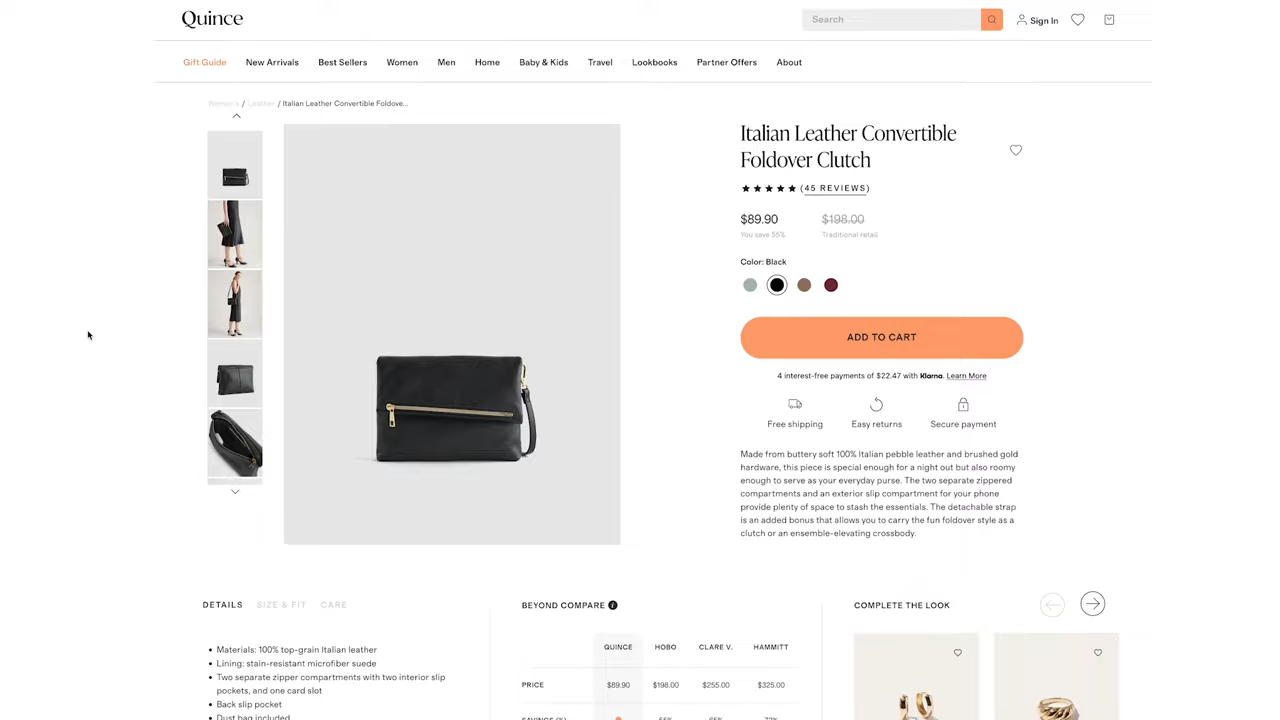 Quince
Search
Sign In
Gift Guide New Arrivals Best Sellers Women Men Home Baby & Kids Travel Lookbooks Partner Offers About
Women's / Leather / Italian Leather Convertible Foldove...
Italian Leather Convertible
Foldover Clutch
(45 REVIEWS)
$89.90 $198.00
You save 55% Traditional retail
Color: Black
ADD TO CART
4 interest-free payments of $22.47 with Klarna. Learn More
Free shipping Easy returns Secure payment
Made from buttery soft 100% Italian pebble leather and brushed gold
hardware, this piece is special enough for a night out but also roomy
enough to serve as your everyday purse. The two separate zippered
compartments and an exterior slip compartment for your phone
provide plenty of space to stash the essentials. The detachable strap
is an added bonus that allows you to carry the fun foldover style as a
clutch or an ensemble-elevating crossbody.
DETAILS SIZE & FIT CARE
• Materials: 100% top-grain Italian leather
• Lining: stain-resistant microfiber suede
• Two separate zipper compartments with two interior slip
pockets, and one card slot
• Back slip pocket
• Dust bag included
BEYOND COMPARE i
QUINCE HOBO CLARE V. HAMMITT
PRICE $89.90 $198.00 $255.00 $325.00
SAVINGS (%) 55% 65% 72%
COMPLETE THE LOOK